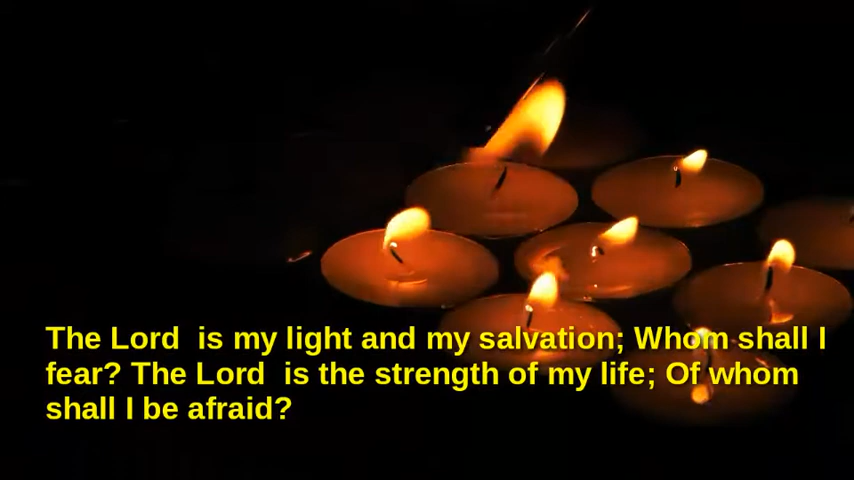 The Lord  is my light and my salvation; Whom shall I
fear? The Lord  is the strength of my life; Of whom
shall I be afraid?